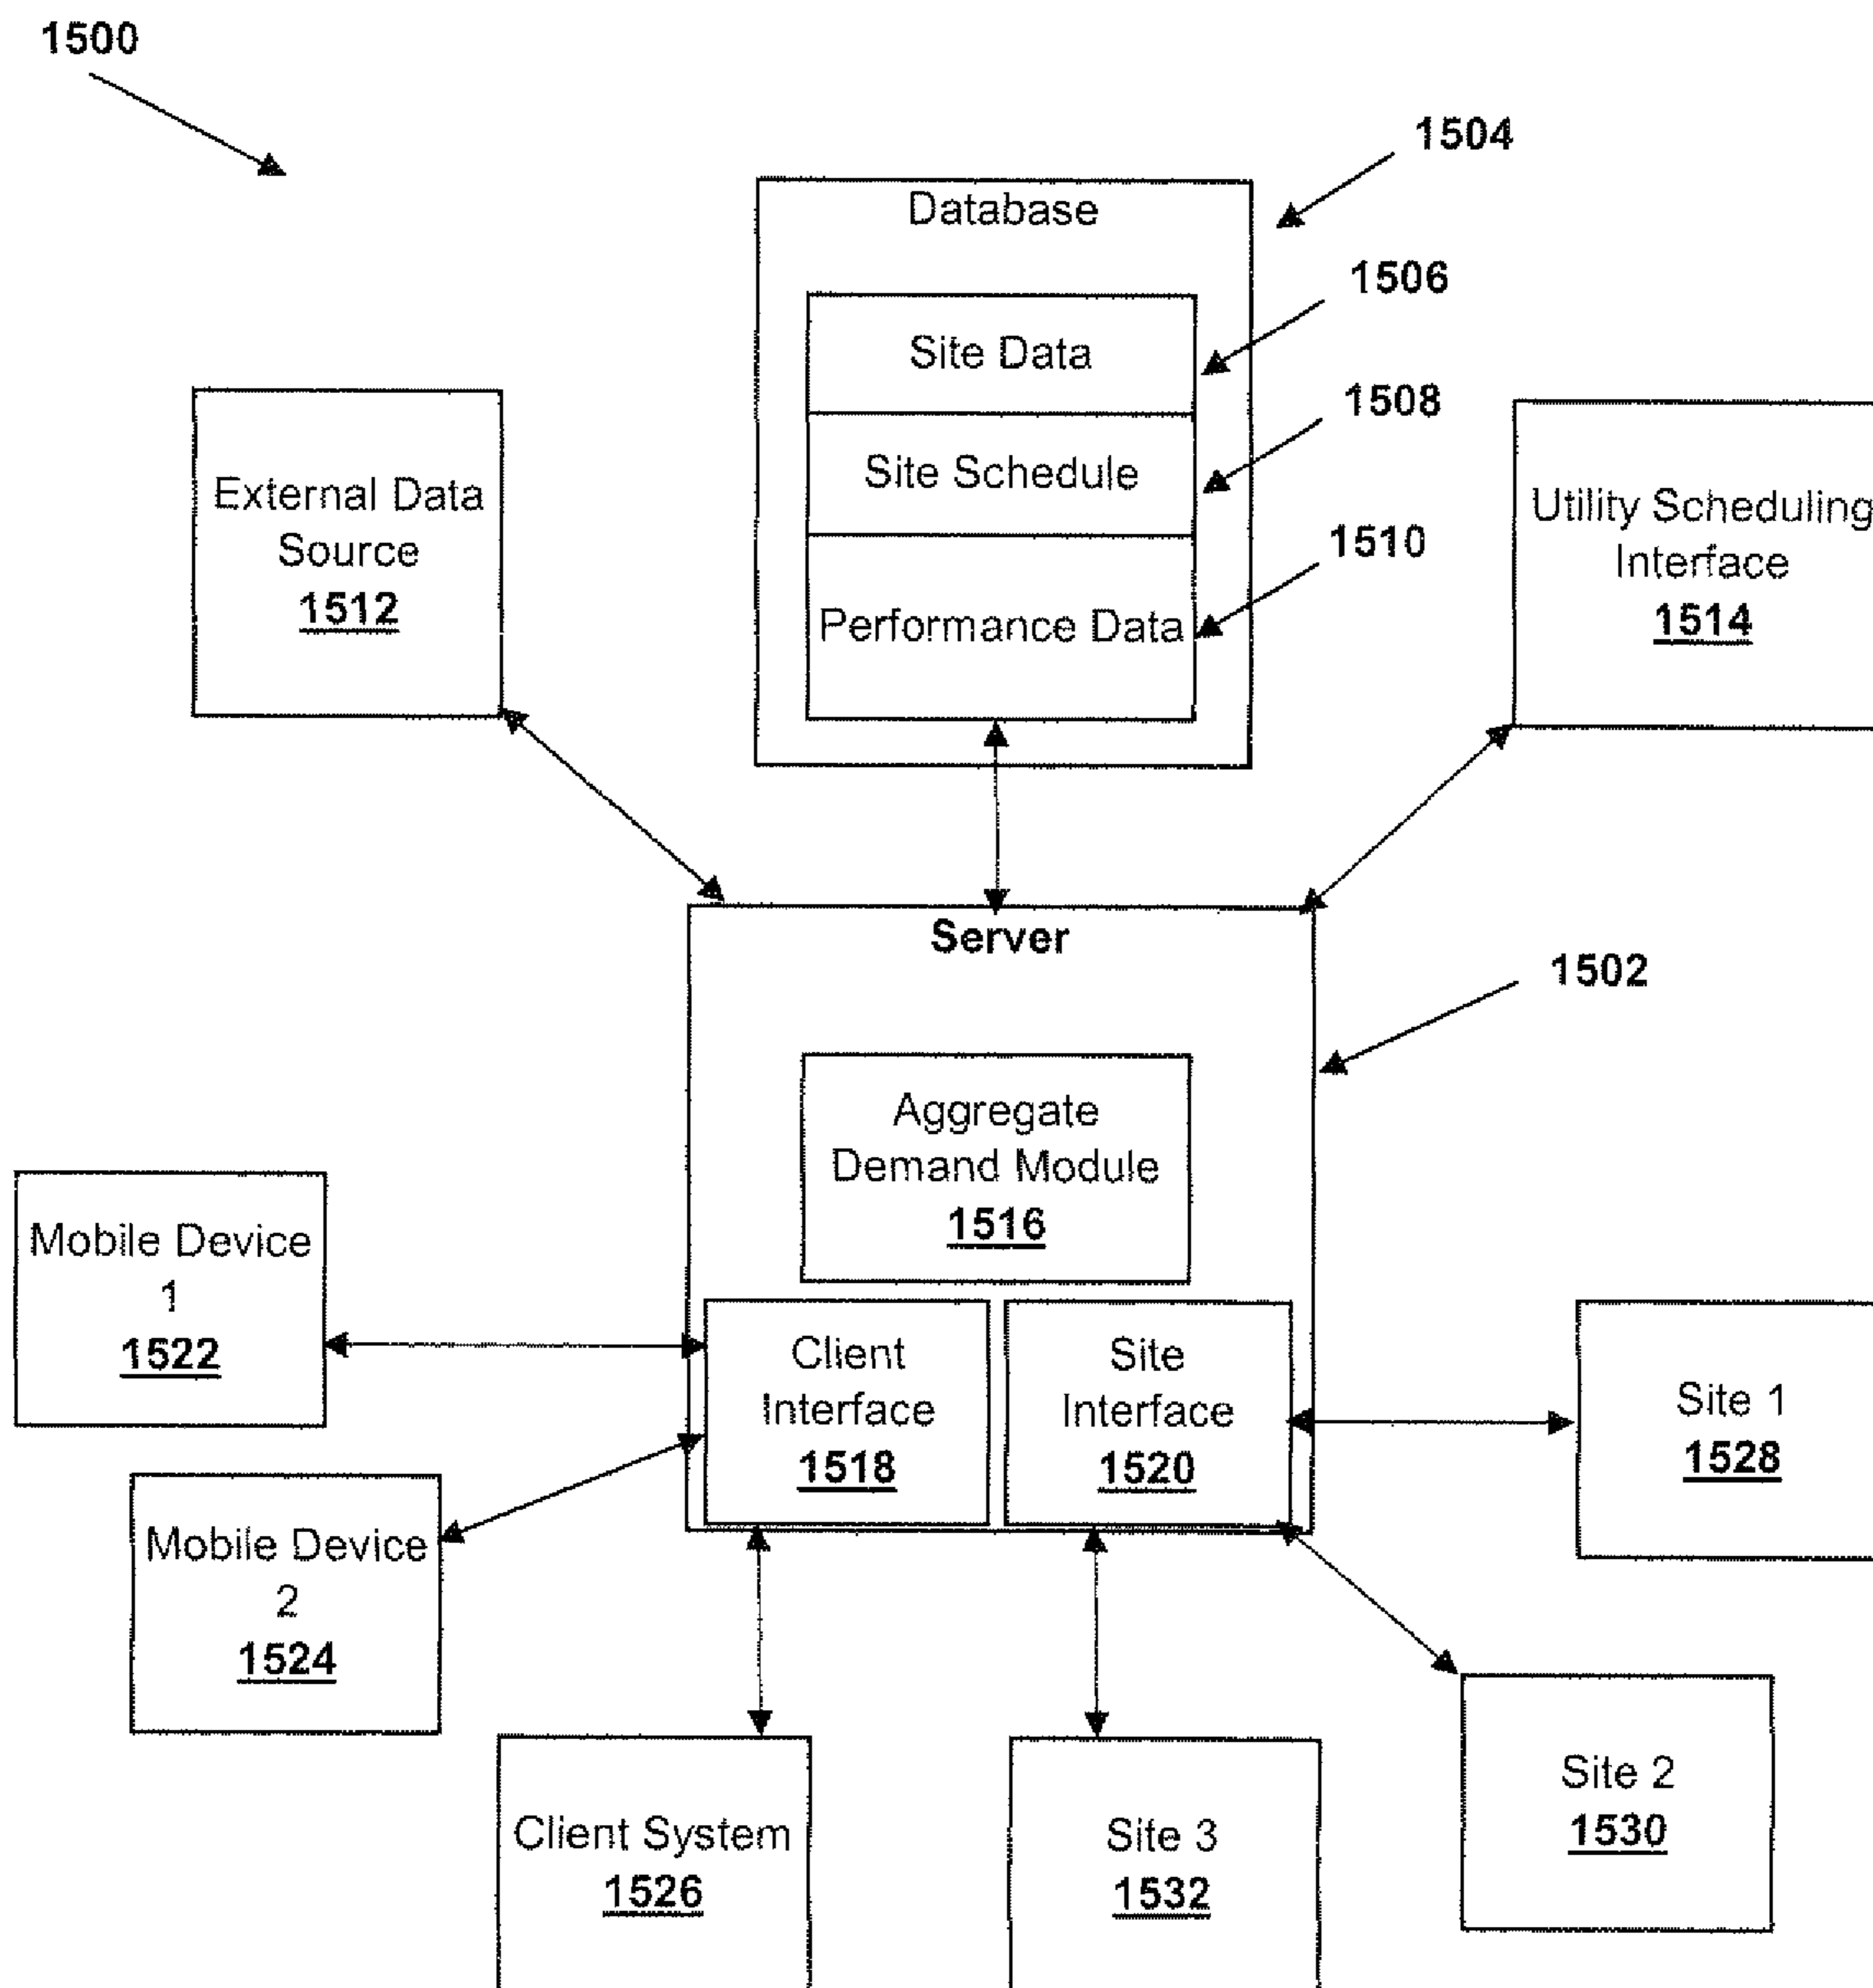 1500
1504
Database
1506
Site Data
1508
Site Schedule
1510
Performance Data
External Data
Source
1512
Utility Scheduling
Interface
1514
Server
1502
Aggregate
Demand Module
1516
Mobile Device
1
1522
Client
Interface
1518
Site
Interface
1520
Site 1
1528
Mobile Device
2
1524
Client System
1526
Site 3
1532
Site 2
1530